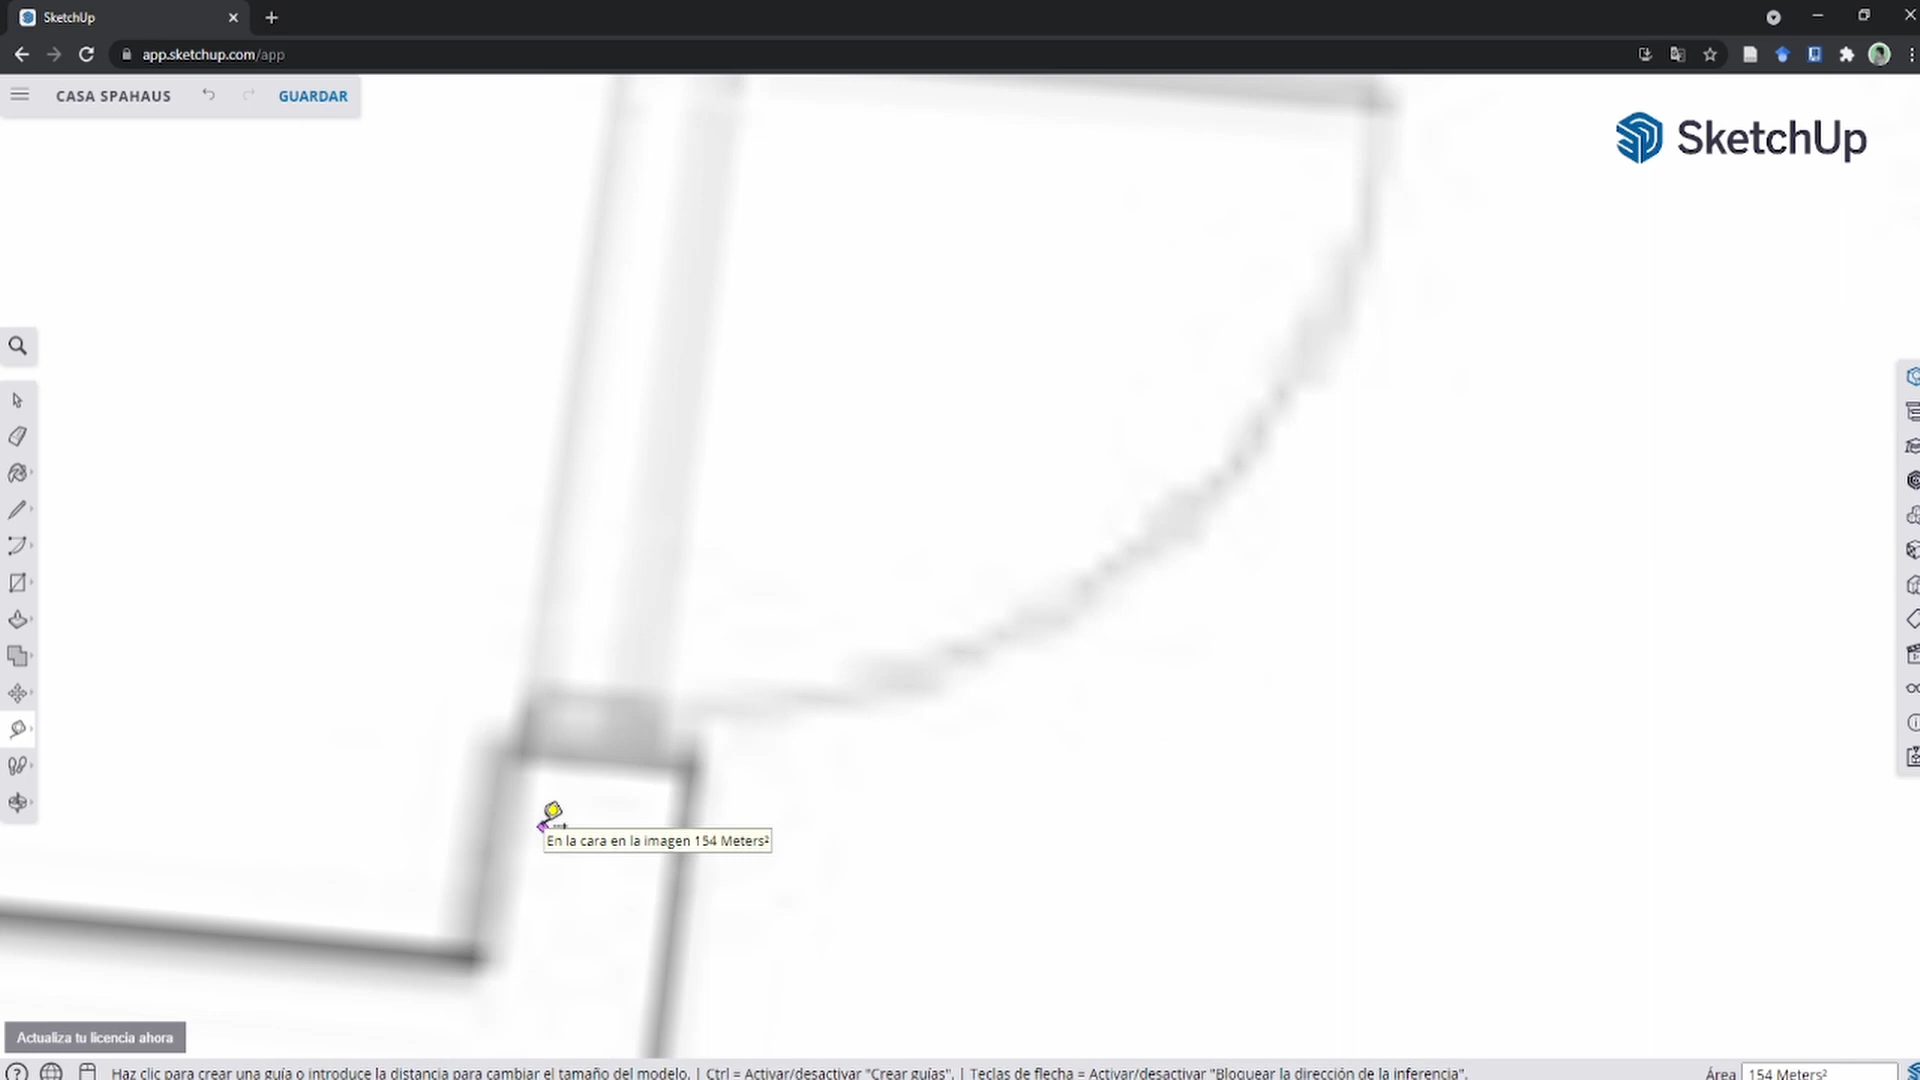 SketchUp
app.sketchup.com/app
CASA SPAHAUS
GUARDAR
SketchUp
En la cara en la imagen 154 Meters²
Actualiza tu licencia ahora
Haz clic para crear una guía o introduce la distancia para cambiar el tamaño del modelo. | Ctrl = Activar/desactivar "Crear guías". | Teclas de flecha = Activar/desactivar "Bloquear la dirección de la inferencia".
Área
154 Meters²